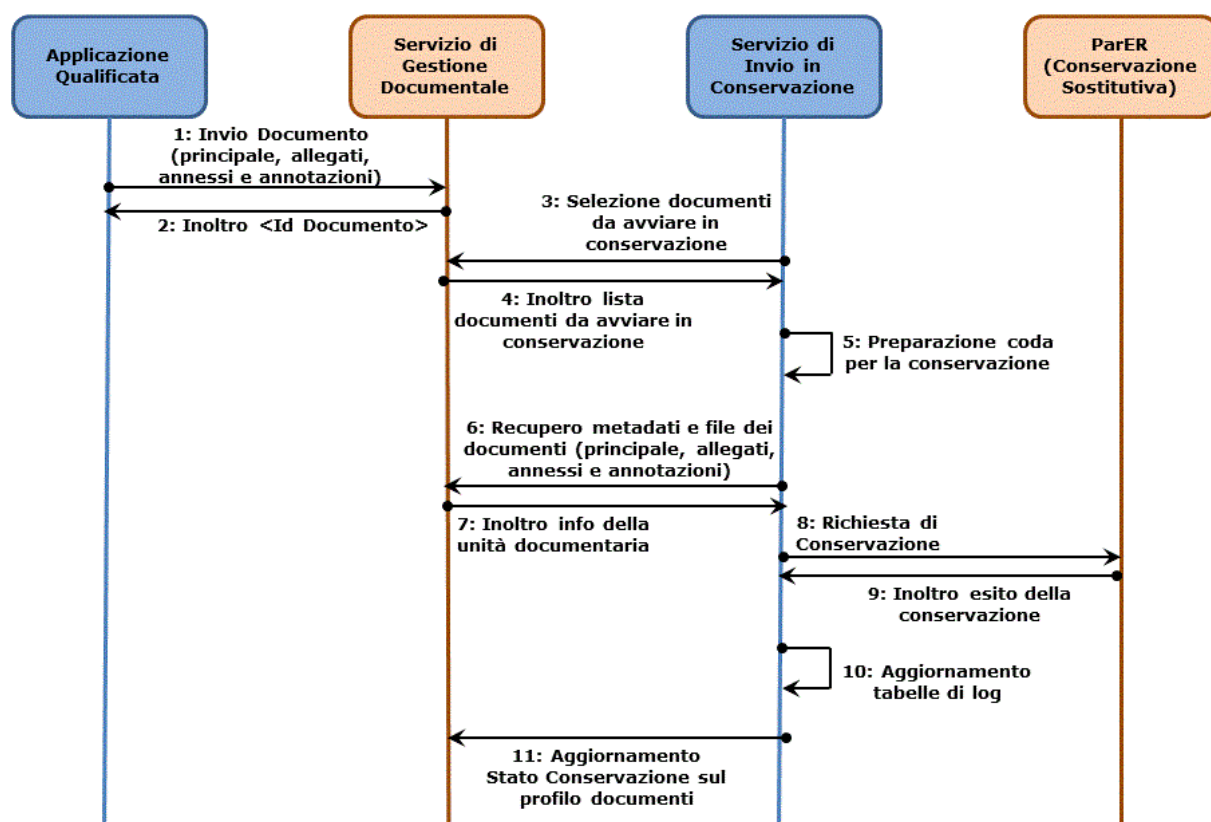 Applicazione
Qualificata
Servizio di
Gestione
Documentale
Servizio di
Invio in
Conservazione
ParER
(Conservazione
Sostitutiva)
1: Invio Documento
(principale, allegati,
annessi e annotazioni)
2: Inoltro <Id Documento>
3: Selezione documenti
da avviare in
conservazione
4: Inoltro lista
documenti da avviare in
conservazione
5: Preparazione coda
per la conservazione
6: Recupero metadati e file dei
documenti (principale, allegati,
annessi e annotazioni)
7: Inoltro info della
unità documentaria
8: Richiesta di
Conservazione
9: Inoltro esito della
conservazione
10: Aggiornamento
tabelle di log
11: Aggiornamento
Stato Conservazione sul
profilo documenti